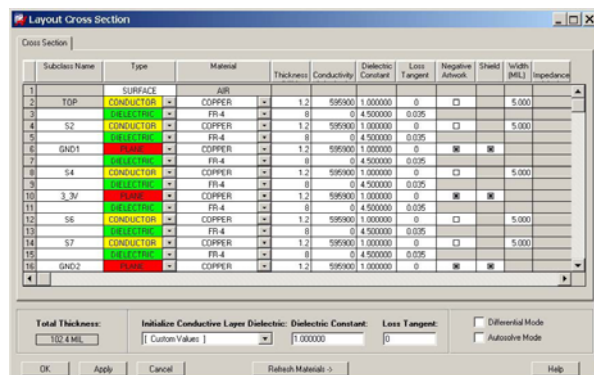 Layout Cross Section
Cross Section
Subclass Name Type Material Thickness Conductivity Dielectric Constant Loss Tangent Negative Artwork Shield Width (MIL) Impedance
1 SURFACE AIR
2 TOP CONDUCTOR COPPER 1.2 595900 1.000000 0 5.000
3 DIELECTRIC FR-4 8 0 4.500000 0.035
4 S2 CONDUCTOR COPPER 1.2 595900 1.000000 0 5.000
5 DIELECTRIC FR-4 8 0 4.500000 0.035
6 GND1 PLANE COPPER 1.2 595900 1.000000 0
7 DIELECTRIC FR-4 8 0 4.500000 0.035
8 S4 CONDUCTOR COPPER 1.2 595900 1.000000 0 5.000
9 DIELECTRIC FR-4 8 0 4.500000 0.035
10 3_3V PLANE COPPER 1.2 595900 1.000000 0
11 DIELECTRIC FR-4 8 0 4.500000 0.035
12 S6 CONDUCTOR COPPER 1.2 595900 1.000000 0 5.000
13 DIELECTRIC FR-4 8 0 4.500000 0.035
14 S7 CONDUCTOR COPPER 1.2 595900 1.000000 0 5.000
15 DIELECTRIC FR-4 8 0 4.500000 0.035
16 GND2 PLANE COPPER 1.2 595900 1.000000 0
Total Thickness: Initialize Conductive Layer Dielectric: Dielectric Constant: Loss Tangent: Differential Mode
102.4 MIL [ Custom Values ] 1.000000 0 Autosolve Mode
OK Apply Cancel Refresh Materials -> Help